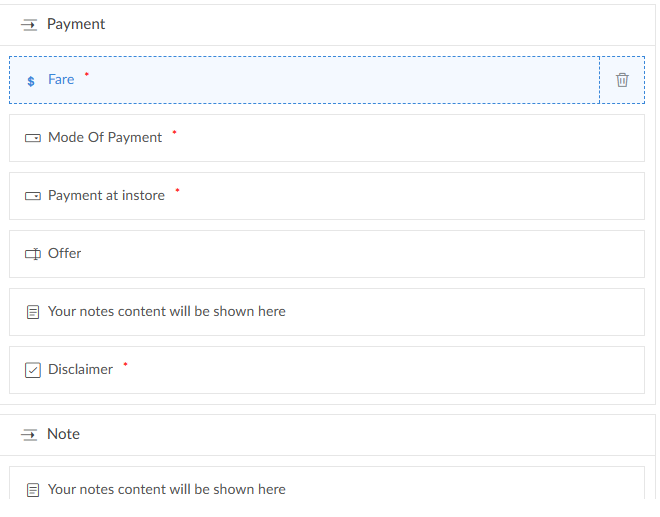 Payment
$ Fare *
Mode Of Payment *
Payment at instore *
Offer
Your notes content will be shown here
Disclaimer *
Note
Your notes content will be shown here